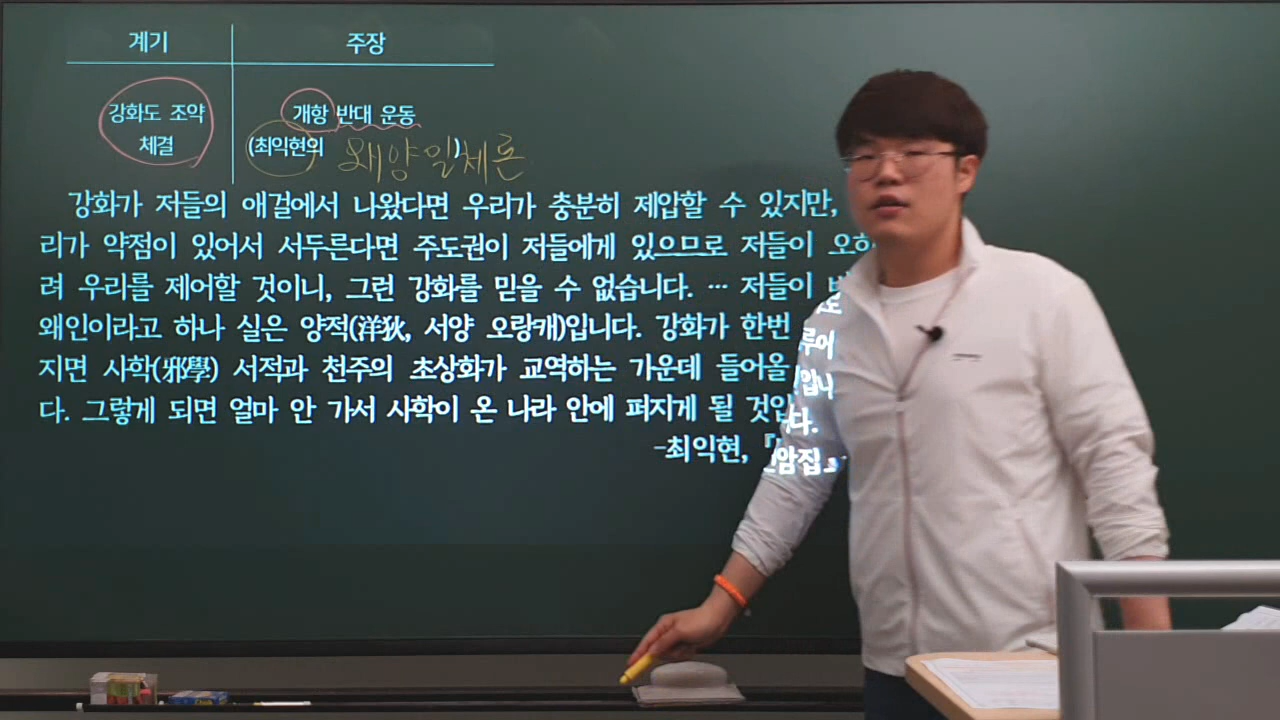 계기 주장
강화도 조약 개항 반대 운동
체결 (최익현의 왜양일체론)
강화가 저들의 애걸에서 나왔다면 우리가 충분히 제압할 수 있지만,
리가 약점이 있어서 서두른다면 주도권이 저들에게 있으므로 저들이 오히
려 우리를 제어할 것이니, 그런 강화를 믿을 수 없습니다. … 저들이 비
왜인이라고 하나 실은 양적(洋狄, 서양 오랑캐)입니다. 강화가 한번 루어
지면 사학(邪學) 서적과 천주의 초상화가 교역하는 가운데 들어올 입니
다. 그렇게 되면 얼마 안 가서 사학이 온 나라 안에 퍼지게 될 것입니다.
-최익현, 『면암집』-